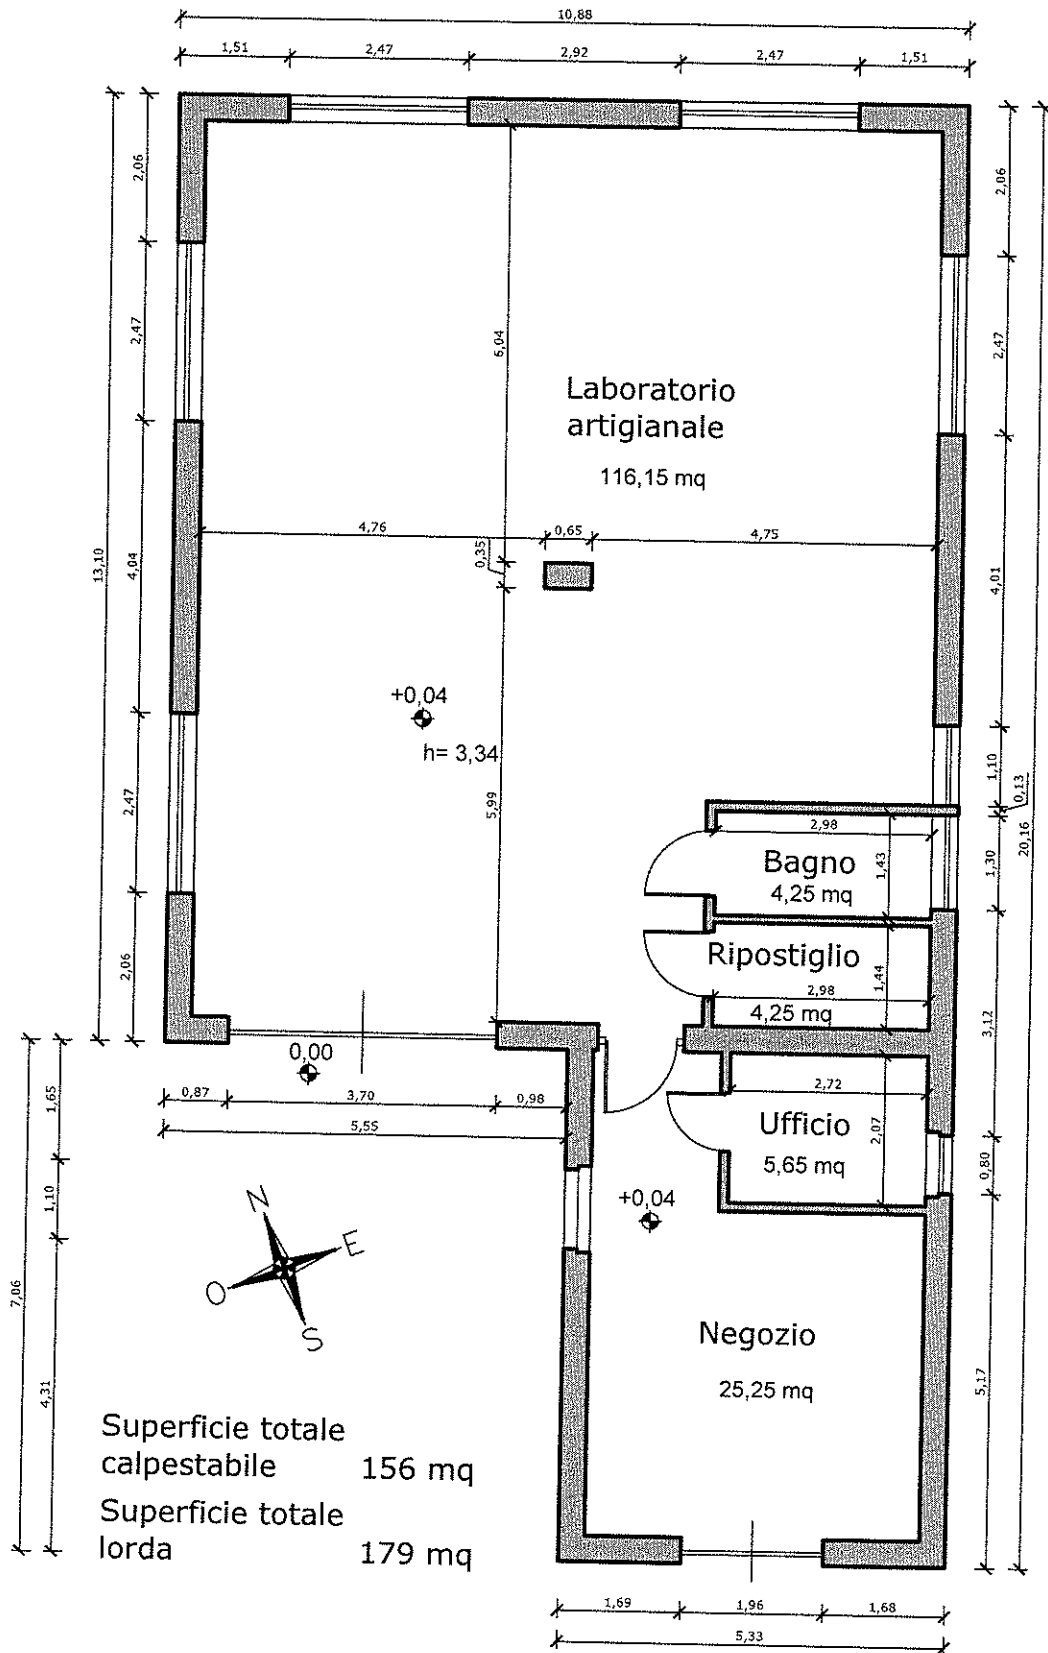 10,88
1,51
2,47
2,92
2,47
1,51
2,06
2,47
4,04
2,47
2,06
13,10
2,06
2,47
4,01
1,10
0,13
1,30
3,12
0,80
5,17
20,16
6,04
Laboratorio
artigianale
116,15 mq
4,76
0,65
4,75
0,35
+0,04
h= 3,34
5,99
2,98
Bagno
4,25 mq
1,43
Ripostiglio
2,98
4,25 mq
1,44
0,00
0,87
3,70
0,98
5,55
1,65
1,10
4,31
7,06
2,72
Ufficio
5,65 mq
2,07
+0,04
N
E
O
S
Negozio
25,25 mq
Superficie totale
calpestabile 156 mq
Superficie totale
lorda 179 mq
1,69
1,96
1,68
5,33